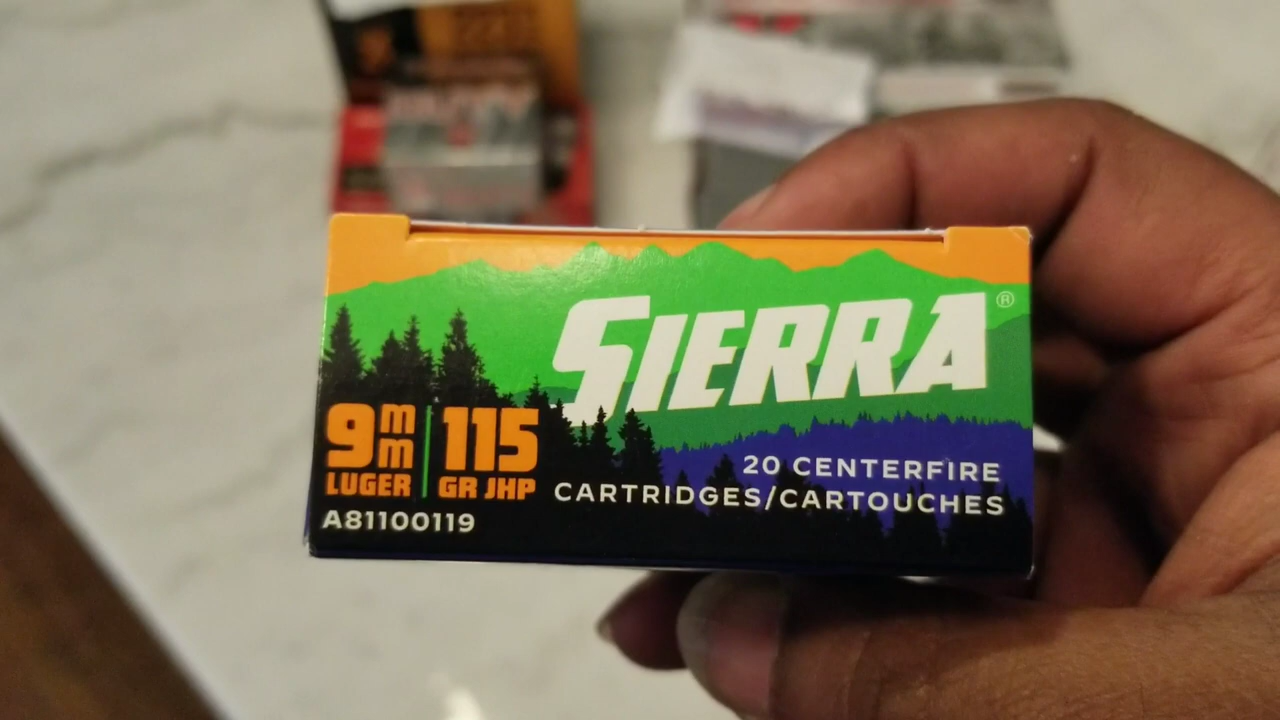 SIERRA®
9mm LUGER | 115 GR JHP
20 CENTERFIRE
CARTRIDGES/CARTOUCHES
A81100119